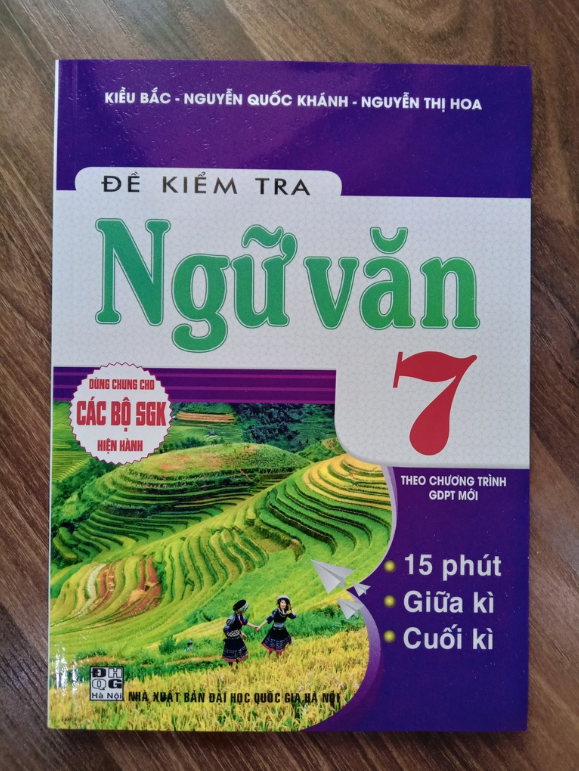 KIỀU BẮC - NGUYỄN QUỐC KHÁNH - NGUYỄN THỊ HOA
ĐỀ KIỂM TRA
Ngữ văn
7
DÙNG CHUNG CHO
CÁC BỘ SGK
HIỆN HÀNH
THEO CHƯƠNG TRÌNH
GDPT MỚI
• 15 phút
• Giữa kì
• Cuối kì
ĐH
QG
Hà Nội
NHÀ XUẤT BẢN ĐẠI HỌC QUỐC GIA HÀ NỘI